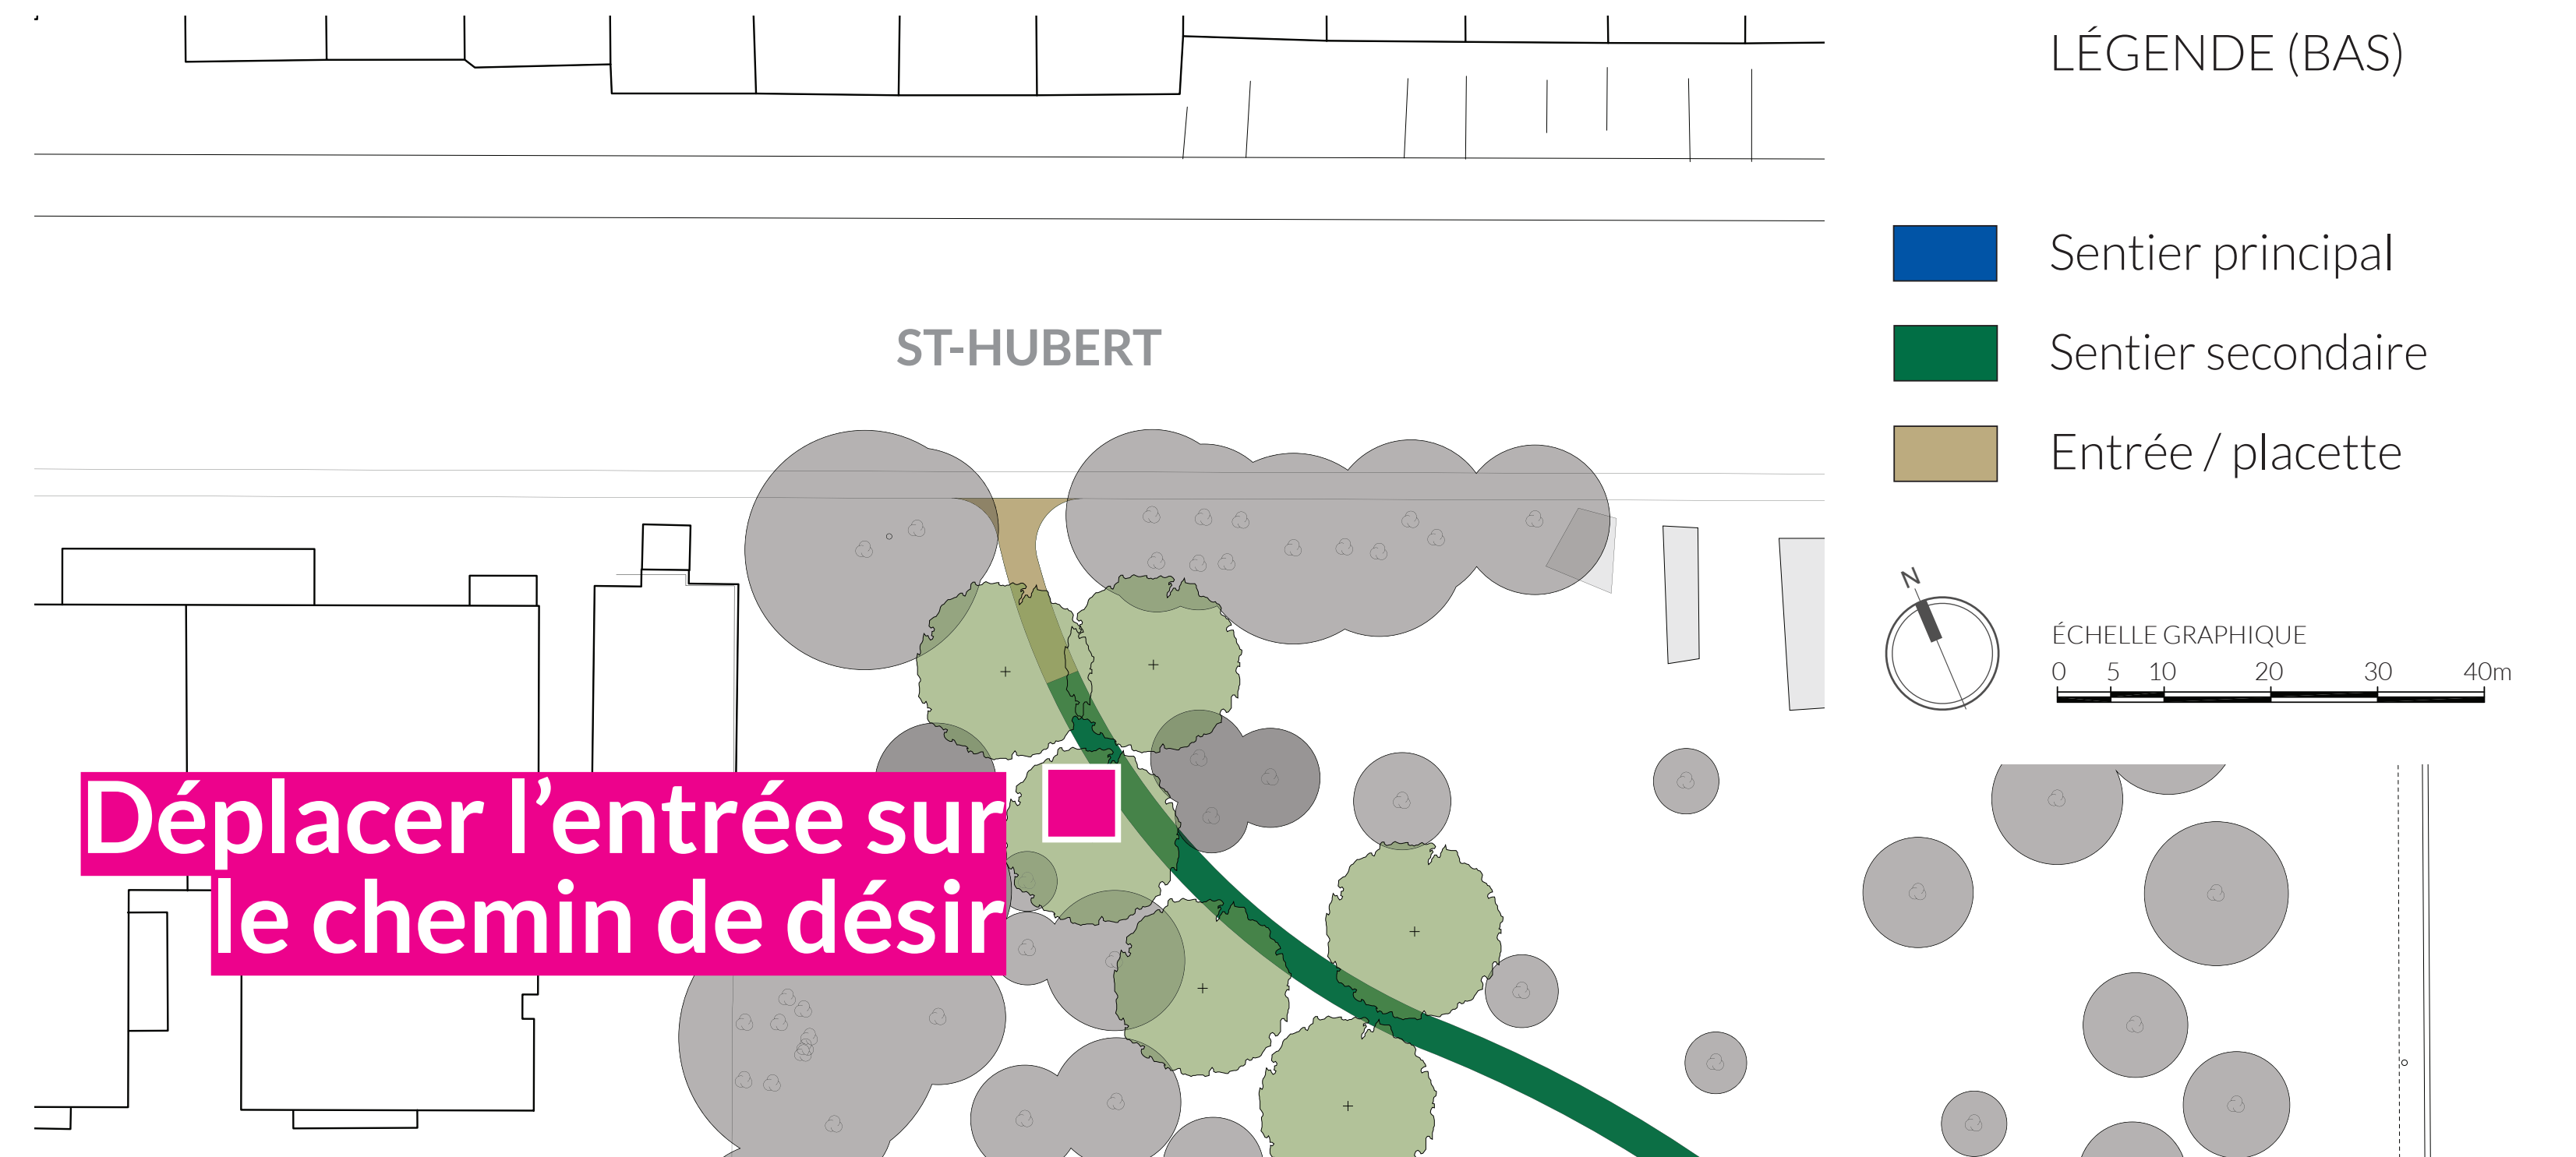 LÉGENDE (BAS)
Sentier principal
Sentier secondaire
Entrée / placette
ST-HUBERT
N
ÉCHELLE GRAPHIQUE
0 5 10 20 30 40m
Déplacer l’entrée sur
le chemin de désir